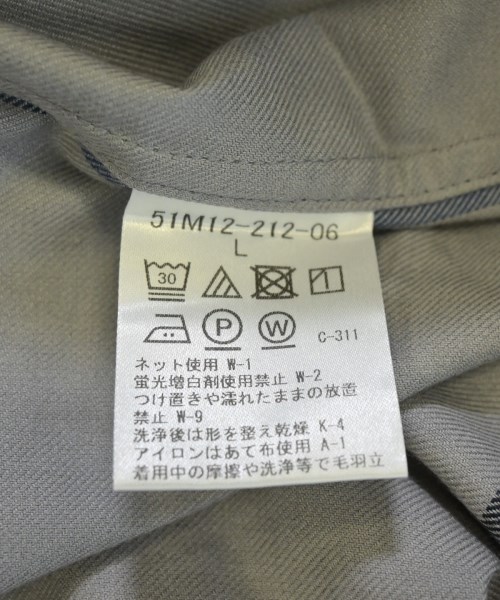 51M12-212-06
L
30
P W C-311
ネット使用 W-1
蛍光増白剤使用禁止 W-2
つけ置きや濡れたままの放置
禁止 W-9
洗浄後は形を整え乾燥 K-4
アイロンはあて布使用 A-1
着用中の摩擦や洗浄等で毛羽立